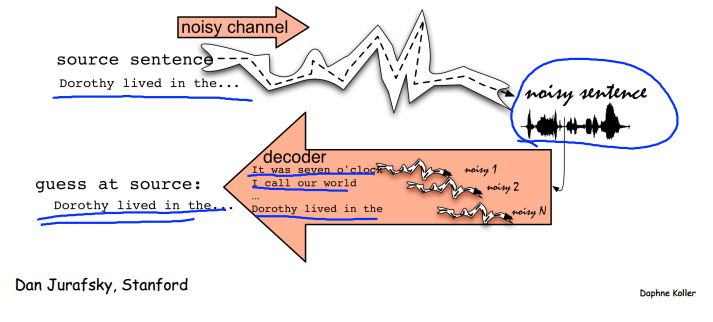 noisy channel
source sentence
Dorothy lived in the...
noisy sentence
decoder
It was seven o'clock
noisy 1
I call our world
noisy 2
...
Dorothy lived in the
noisy N
guess at source:
Dorothy lived in the...
Dan Jurafsky, Stanford
Daphne Koller